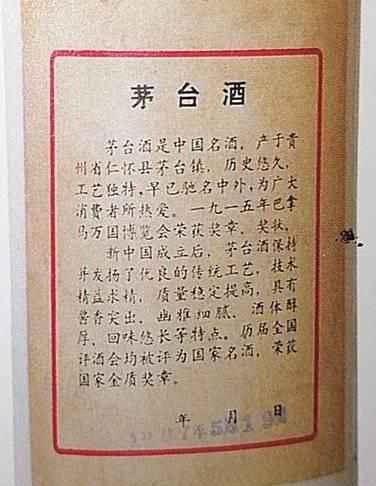 茅台酒
茅台酒是中国名酒，产于贵
州省仁怀县茅台镇，历史悠久，
工艺独特，早已驰名中外，为广大
消费者所热爱。一九一五年巴拿
马万国博览会荣获奖章、奖状。
新中国成立后，茅台酒保持
并发扬了优良的传统工艺，技术
精益求精，质量稳定提高，具有
酱香突出、幽雅细腻、酒体醇
厚、回味悠长等特点。历届全国
评酒会均被评为国家名酒，荣获
国家金质奖章。
年 月 日